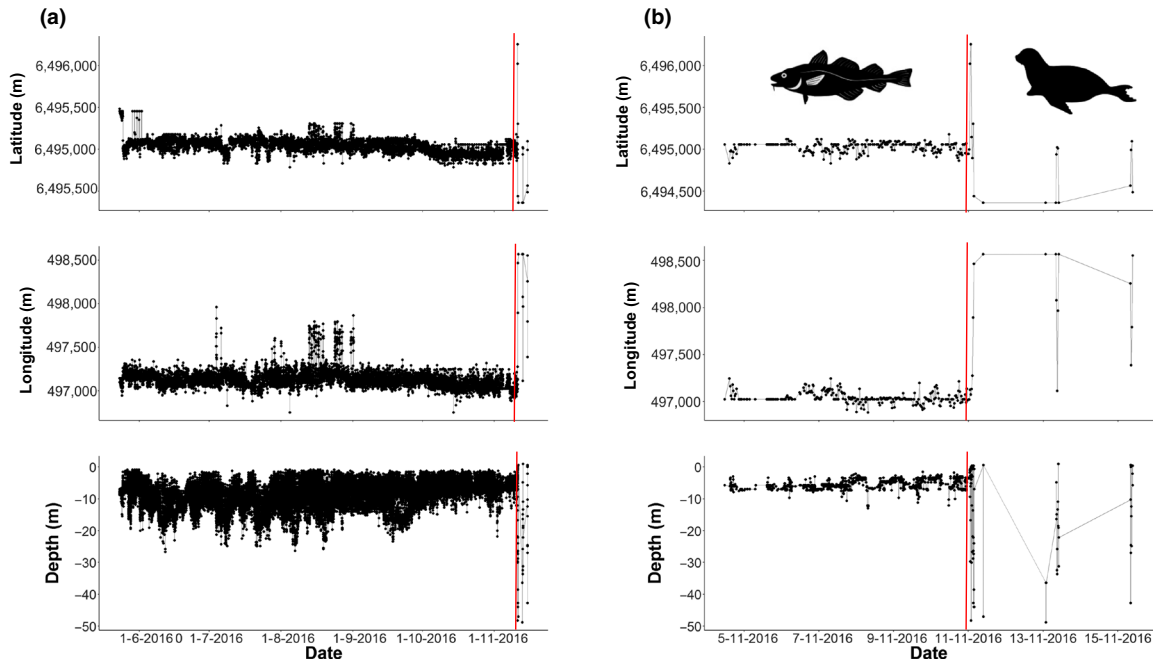 (a)
(b)
Latitude (m)
6,496,000
6,495,500
6,495,000
6,495,500
Latitude (m)
6,496,000
6,495,500
6,495,000
6,494,500
Longitude (m)
498,500
498,000
497,500
497,000
Longitude (m)
498,500
498,000
497,500
497,000
Depth (m)
0
−10
−20
−30
−40
−50
1-6-2016 0 1-7-2016 1-8-2016 1-9-2016 1-10-2016 1-11-2016
Date
Depth (m)
0
−10
−20
−30
−40
−50
5-11-2016 7-11-2016 9-11-2016 11-11-2016 13-11-2016 15-11-2016
Date